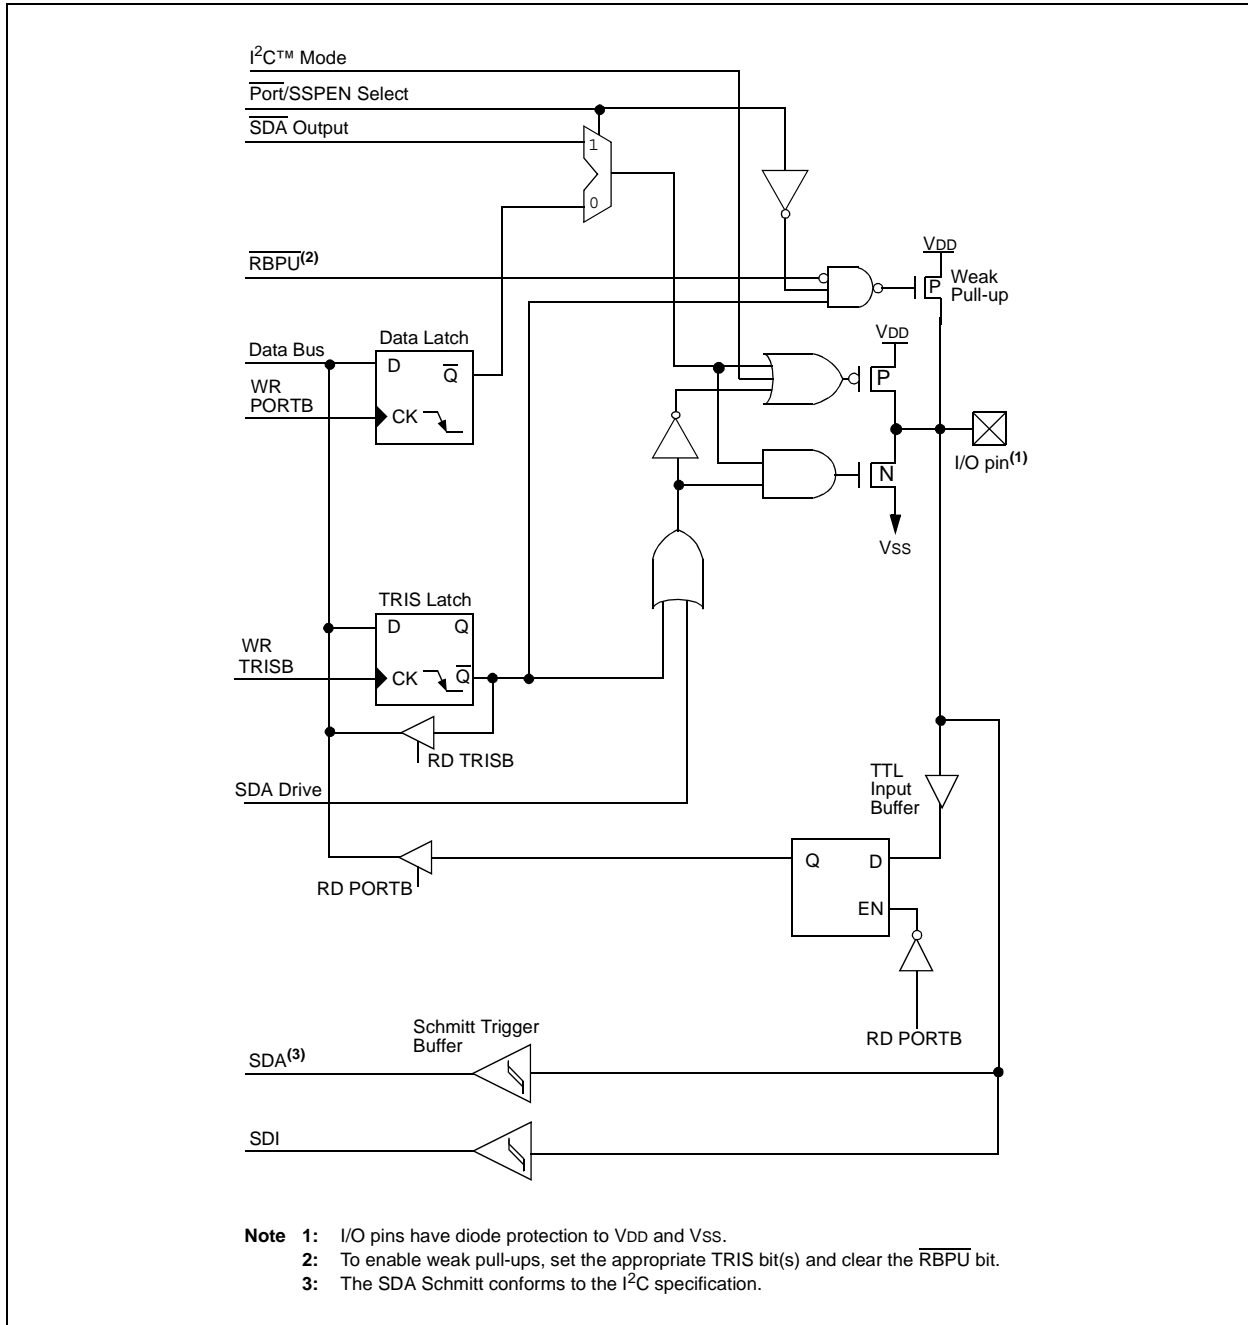 I²C™ Mode
Port/SSPEN Select
SDA Output
1
0
RBPU(2)
VDD
Weak
Pull-up
P
VDD
P
Data Latch
Data Bus
D
Q
WR
PORTB
CK
I/O pin(1)
N
VSS
TRIS Latch
D
Q
WR
TRISB
CK
Q
RD TRISB
TTL
Input
Buffer
SDA Drive
Q
D
RD PORTB
EN
Schmitt Trigger
Buffer
RD PORTB
SDA(3)
SDI
Note 1: I/O pins have diode protection to VDD and VSS.
2: To enable weak pull-ups, set the appropriate TRIS bit(s) and clear the RBPU bit.
3: The SDA Schmitt conforms to the I²C specification.